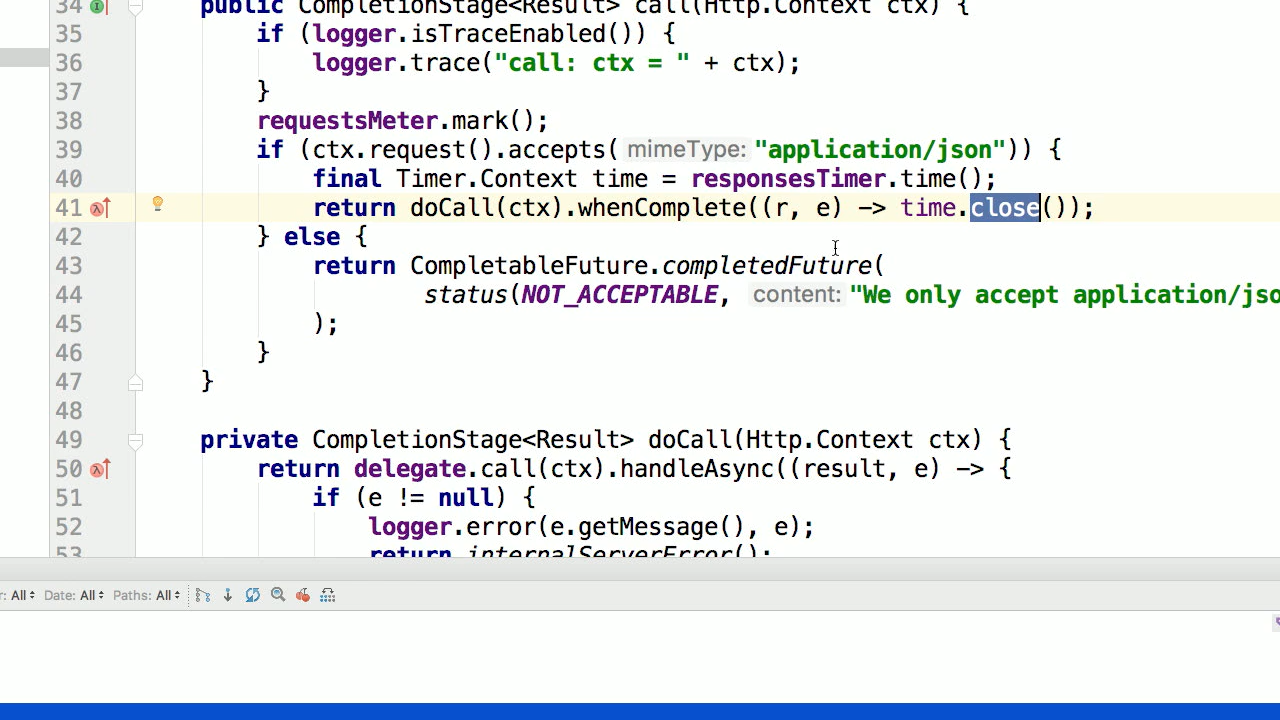 34 public CompletionStage<Result> call(Http.Context ctx) {
35 if (logger.isTraceEnabled()) {
36 logger.trace("call: ctx = " + ctx);
37 }
38 requestsMeter.mark();
39 if (ctx.request().accepts( mimeType: "application/json")) {
40 final Timer.Context time = responsesTimer.time();
41 return doCall(ctx).whenComplete((r, e) -> time.close());
42 } else {
43 return CompletableFuture.completedFuture(
44 status(NOT_ACCEPTABLE, content: "We only accept application/jso
45 );
46 }
47 }
48
49 private CompletionStage<Result> doCall(Http.Context ctx) {
50 return delegate.call(ctx).handleAsync((result, e) -> {
51 if (e != null) {
52 logger.error(e.getMessage(), e);
53 return internalServerError();
r: All Date: All Paths: All